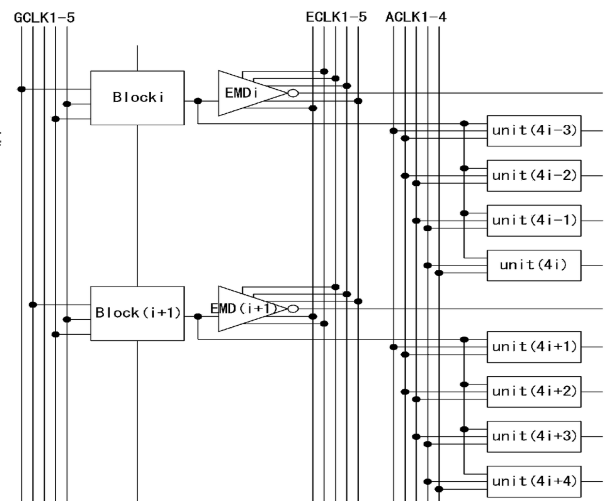 GCLK1-5 ECLK1-5 ACLK1-4
Blocki
EMDi
unit(4i-3)
unit(4i-2)
unit(4i-1)
unit(4i)
Block(i+1)
EMD(i+1)
unit(4i+1)
unit(4i+2)
unit(4i+3)
unit(4i+4)